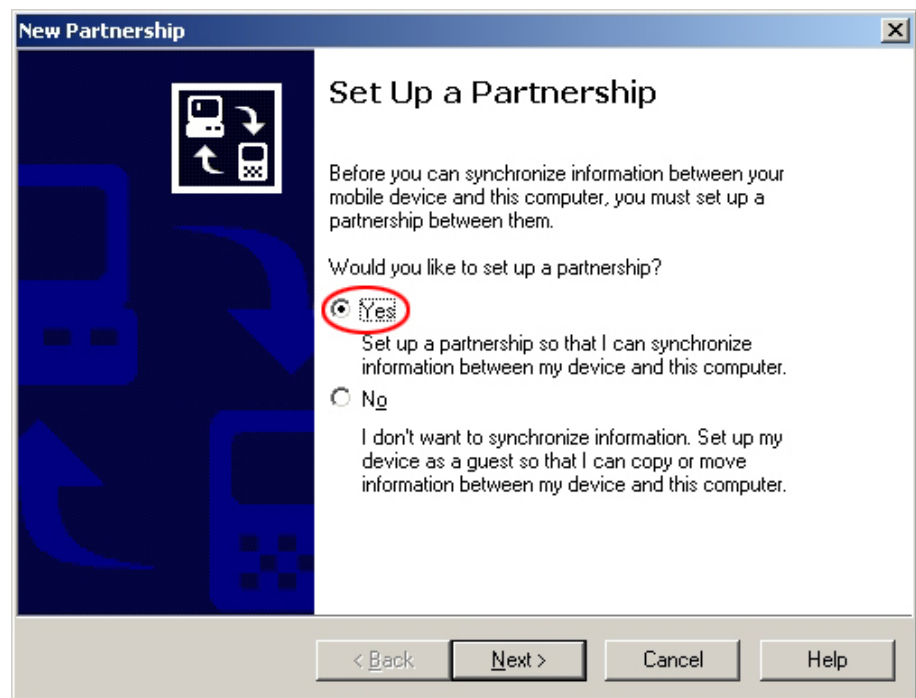 New Partnership
Set Up a Partnership
Before you can synchronize information between your
mobile device and this computer, you must set up a
partnership between them.
Would you like to set up a partnership?
Yes
Set up a partnership so that I can synchronize
information between my device and this computer.
No
I don't want to synchronize information. Set up my
device as a guest so that I can copy or move
information between my device and this computer.
< Back
Next >
Cancel
Help